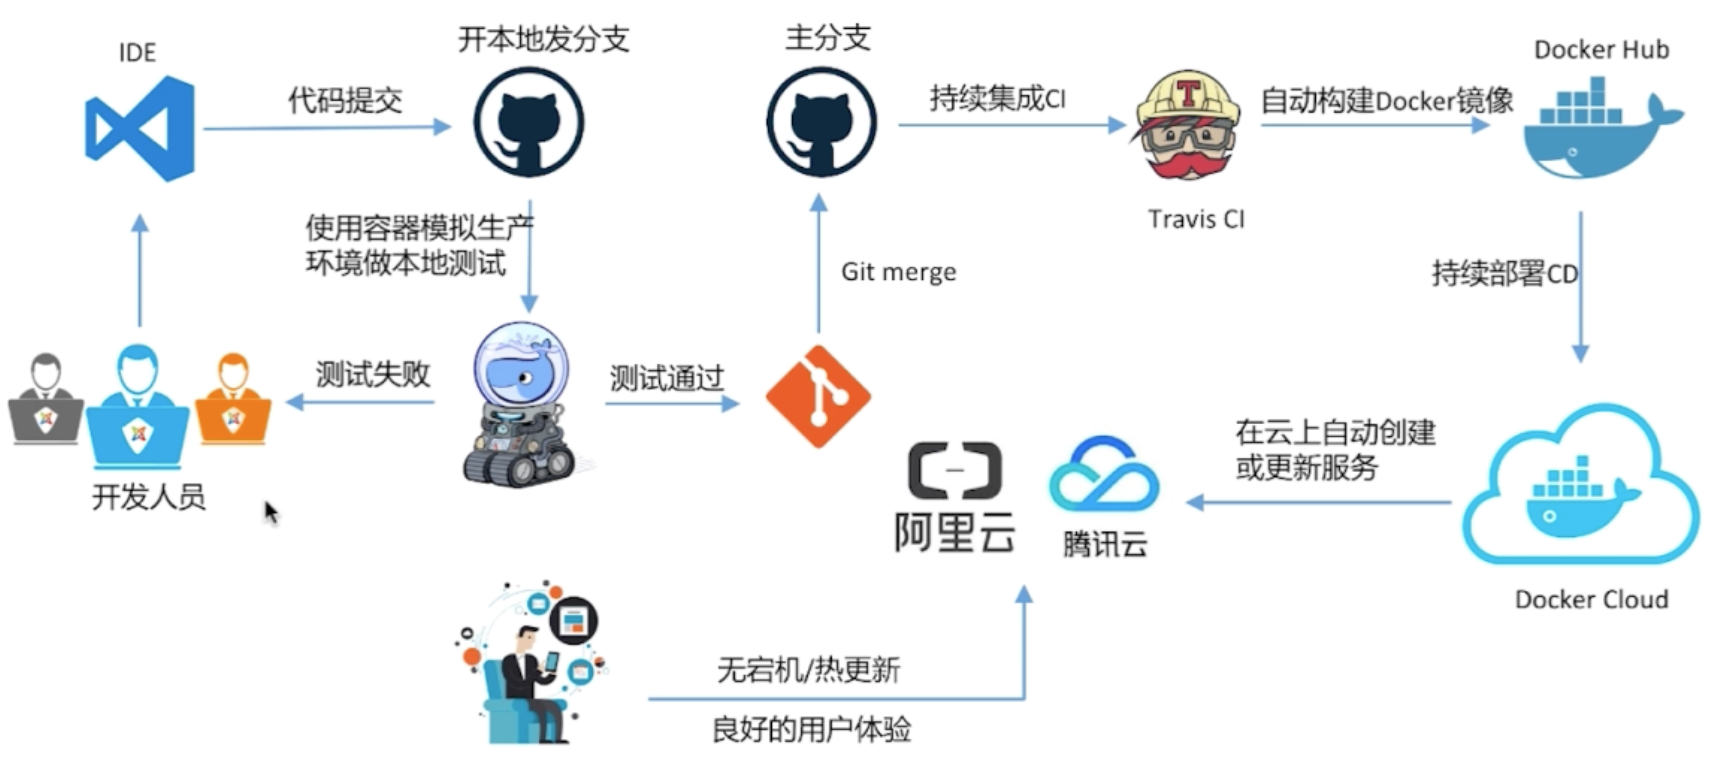 IDE
代码提交
开本地发分支
主分支
持续集成CI
T
Travis CI
自动构建Docker镜像
Docker Hub
使用容器模拟生产
环境做本地测试
Git merge
持续部署CD
测试失败
测试通过
开发人员
阿里云
腾讯云
在云上自动创建
或更新服务
Docker Cloud
无宕机/热更新
良好的用户体验